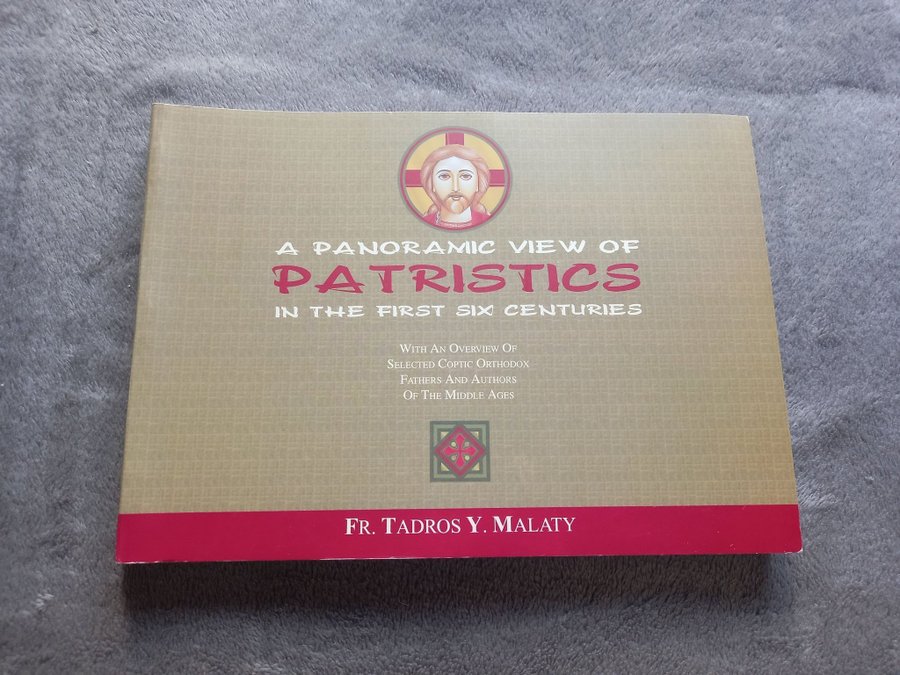 A PANORAMIC VIEW OF
PATRISTICS
IN THE FIRST SIX CENTURIES
WITH AN OVERVIEW OF
SELECTED COPTIC ORTHODOX
FATHERS AND AUTHORS
OF THE MIDDLE AGES
FR. TADROS Y. MALATY